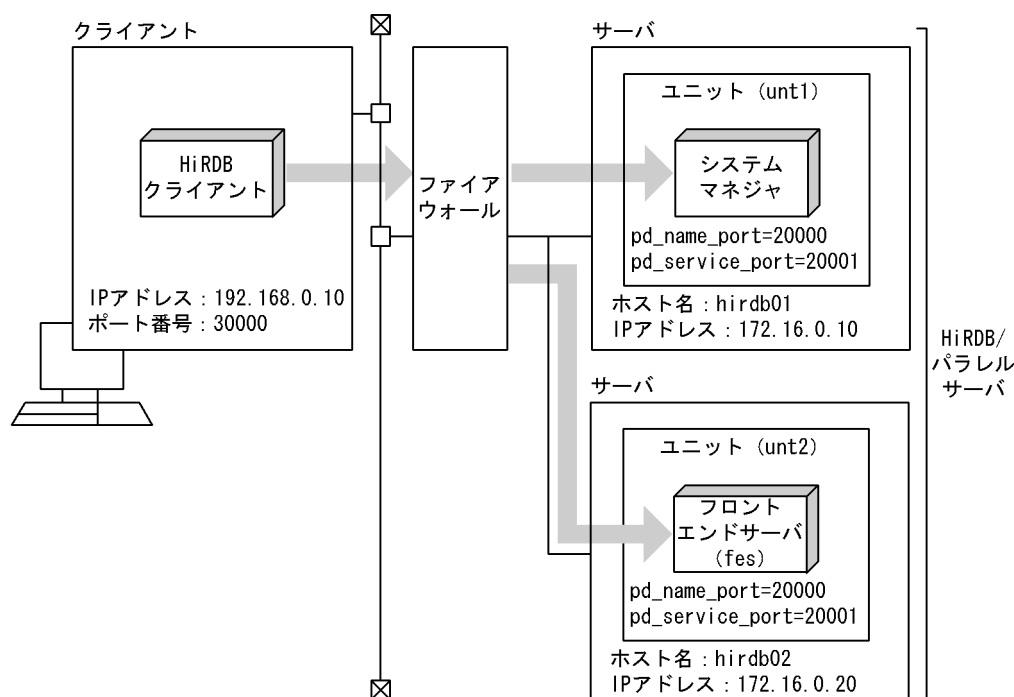 クライアント
HiRDB
クライアント
IPアドレス：192.168.0.10
ポート番号：30000
ファイア
ウォール
サーバ
ユニット（unt1）
システム
マネジャ
pd_name_port=20000
pd_service_port=20001
ホスト名：hirdb01
IPアドレス：172.16.0.10
サーバ
ユニット（unt2）
フロント
エンドサーバ
(fes)
pd_name_port=20000
pd_service_port=20001
ホスト名：hirdb02
IPアドレス：172.16.0.20
HiRDB/
パラレル
サーバ